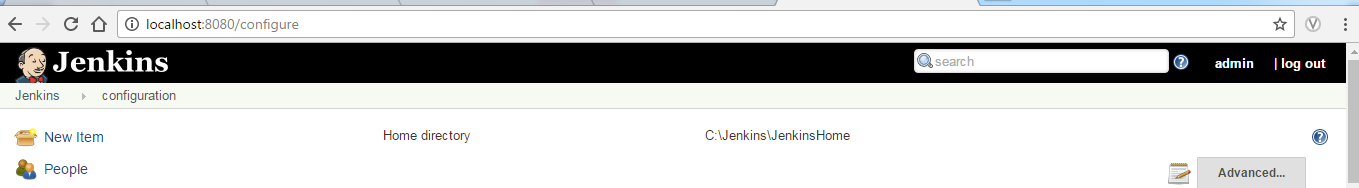 localhost:8080/configure
Jenkins
search
admin
| log out
Jenkins configuration
New Item
Home directory
C:\Jenkins\JenkinsHome
People
Advanced...